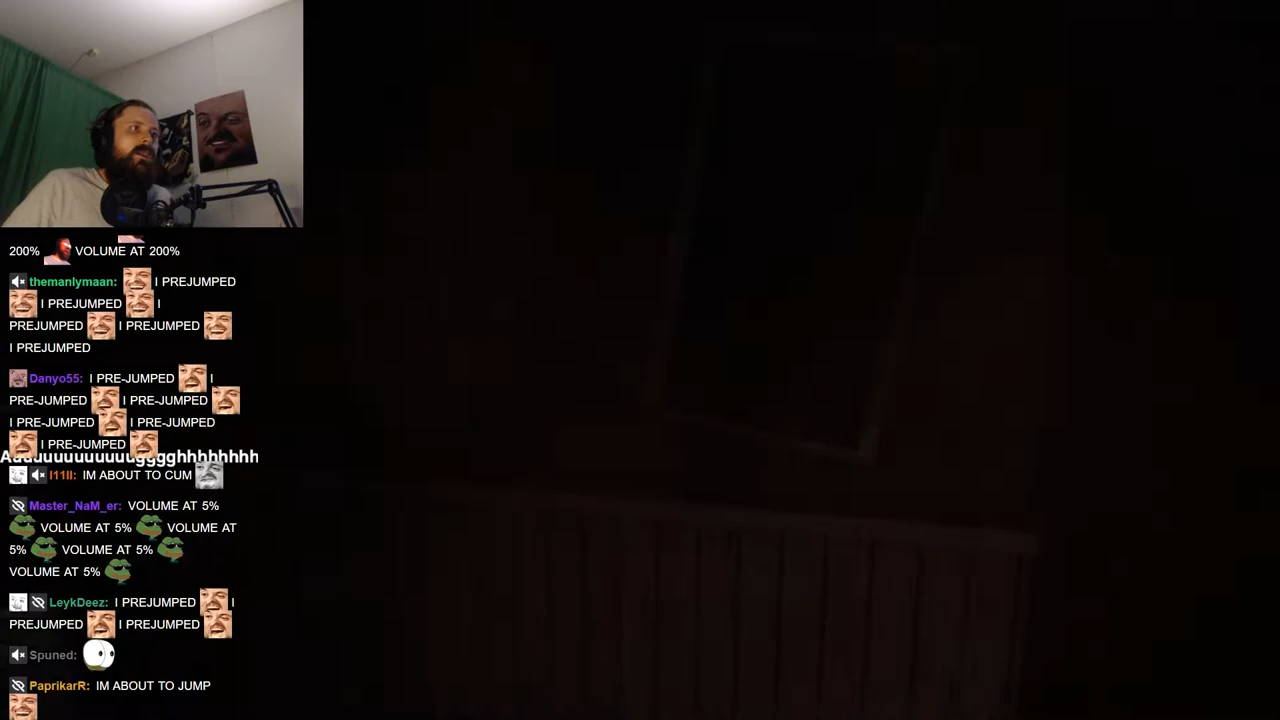 200% VOLUME AT 200%
themanlymaan: I PREJUMPED
I PREJUMPED I
PREJUMPED I PREJUMPED
I PREJUMPED
Danyo55: I PRE-JUMPED I
PRE-JUMPED I PRE-JUMPED
I PRE-JUMPED I PRE-JUMPED
I PRE-JUMPED
I11II: IM ABOUT TO CUM
Master_NaM_er: VOLUME AT 5%
VOLUME AT 5% VOLUME AT
5% VOLUME AT 5%
VOLUME AT 5%
LeykDeez: I PREJUMPED I
PREJUMPED I PREJUMPED
Spuned:
PaprikarR: IM ABOUT TO JUMP